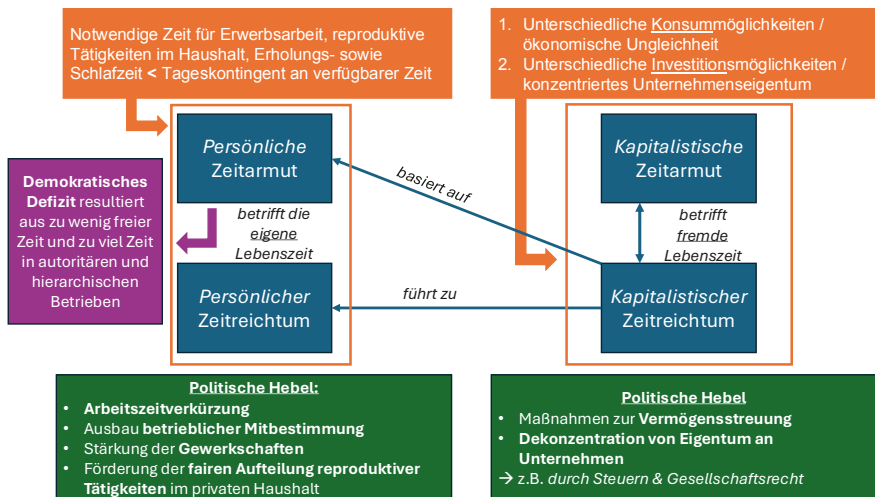 Notwendige Zeit für Erwerbsarbeit, reproduktive
Tätigkeiten im Haushalt, Erholungs- sowie
Schlafzeit < Tageskontingent an verfügbarer Zeit
1. Unterschiedliche Konsummöglichkeiten /
ökonomische Ungleichheit
2. Unterschiedliche Investitionsmöglichkeiten /
konzentriertes Unternehmenseigentum
Persönliche
Zeitarmut
basiert auf
Kapitalistische
Zeitarmut
Demokratisches
Defizit resultiert
aus zu wenig freier
Zeit und zu viel Zeit
in autoritären und
hierarchischen
Betrieben
betrifft die
eigene
Lebenszeit
betrifft
fremde
Lebenszeit
Persönlicher
Zeitreichtum
führt zu
Kapitalistischer
Zeitreichtum
Politische Hebel:
• Arbeitszeitverkürzung
• Ausbau betrieblicher Mitbestimmung
• Stärkung der Gewerkschaften
• Förderung der fairen Aufteilung reproduktiver
Tätigkeiten im privaten Haushalt
Politische Hebel
• Maßnahmen zur Vermögensstreuung
• Dekonzentration von Eigentum an
Unternehmen
→ z.B. durch Steuern & Gesellschaftsrecht